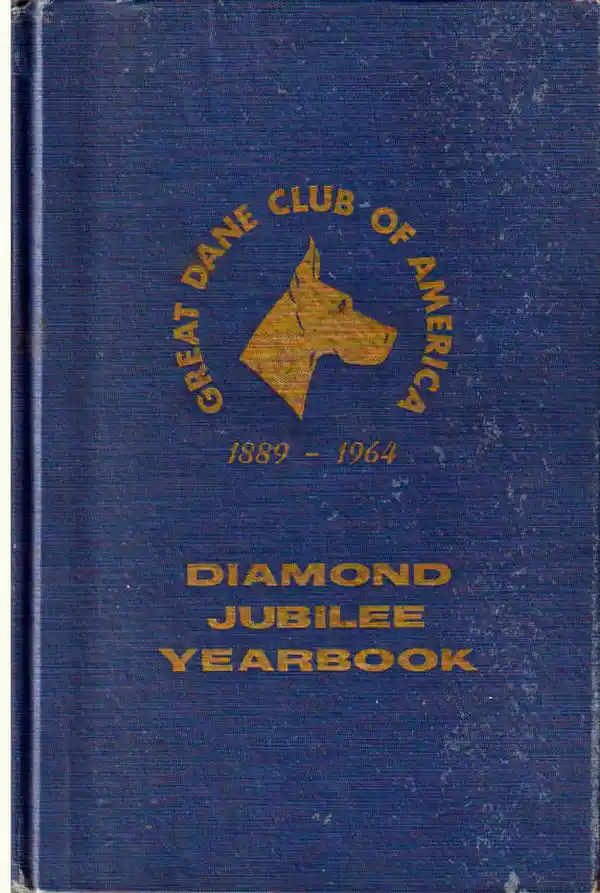 GREAT DANE CLUB OF AMERICA
1889 - 1964
DIAMOND
JUBILEE
YEARBOOK